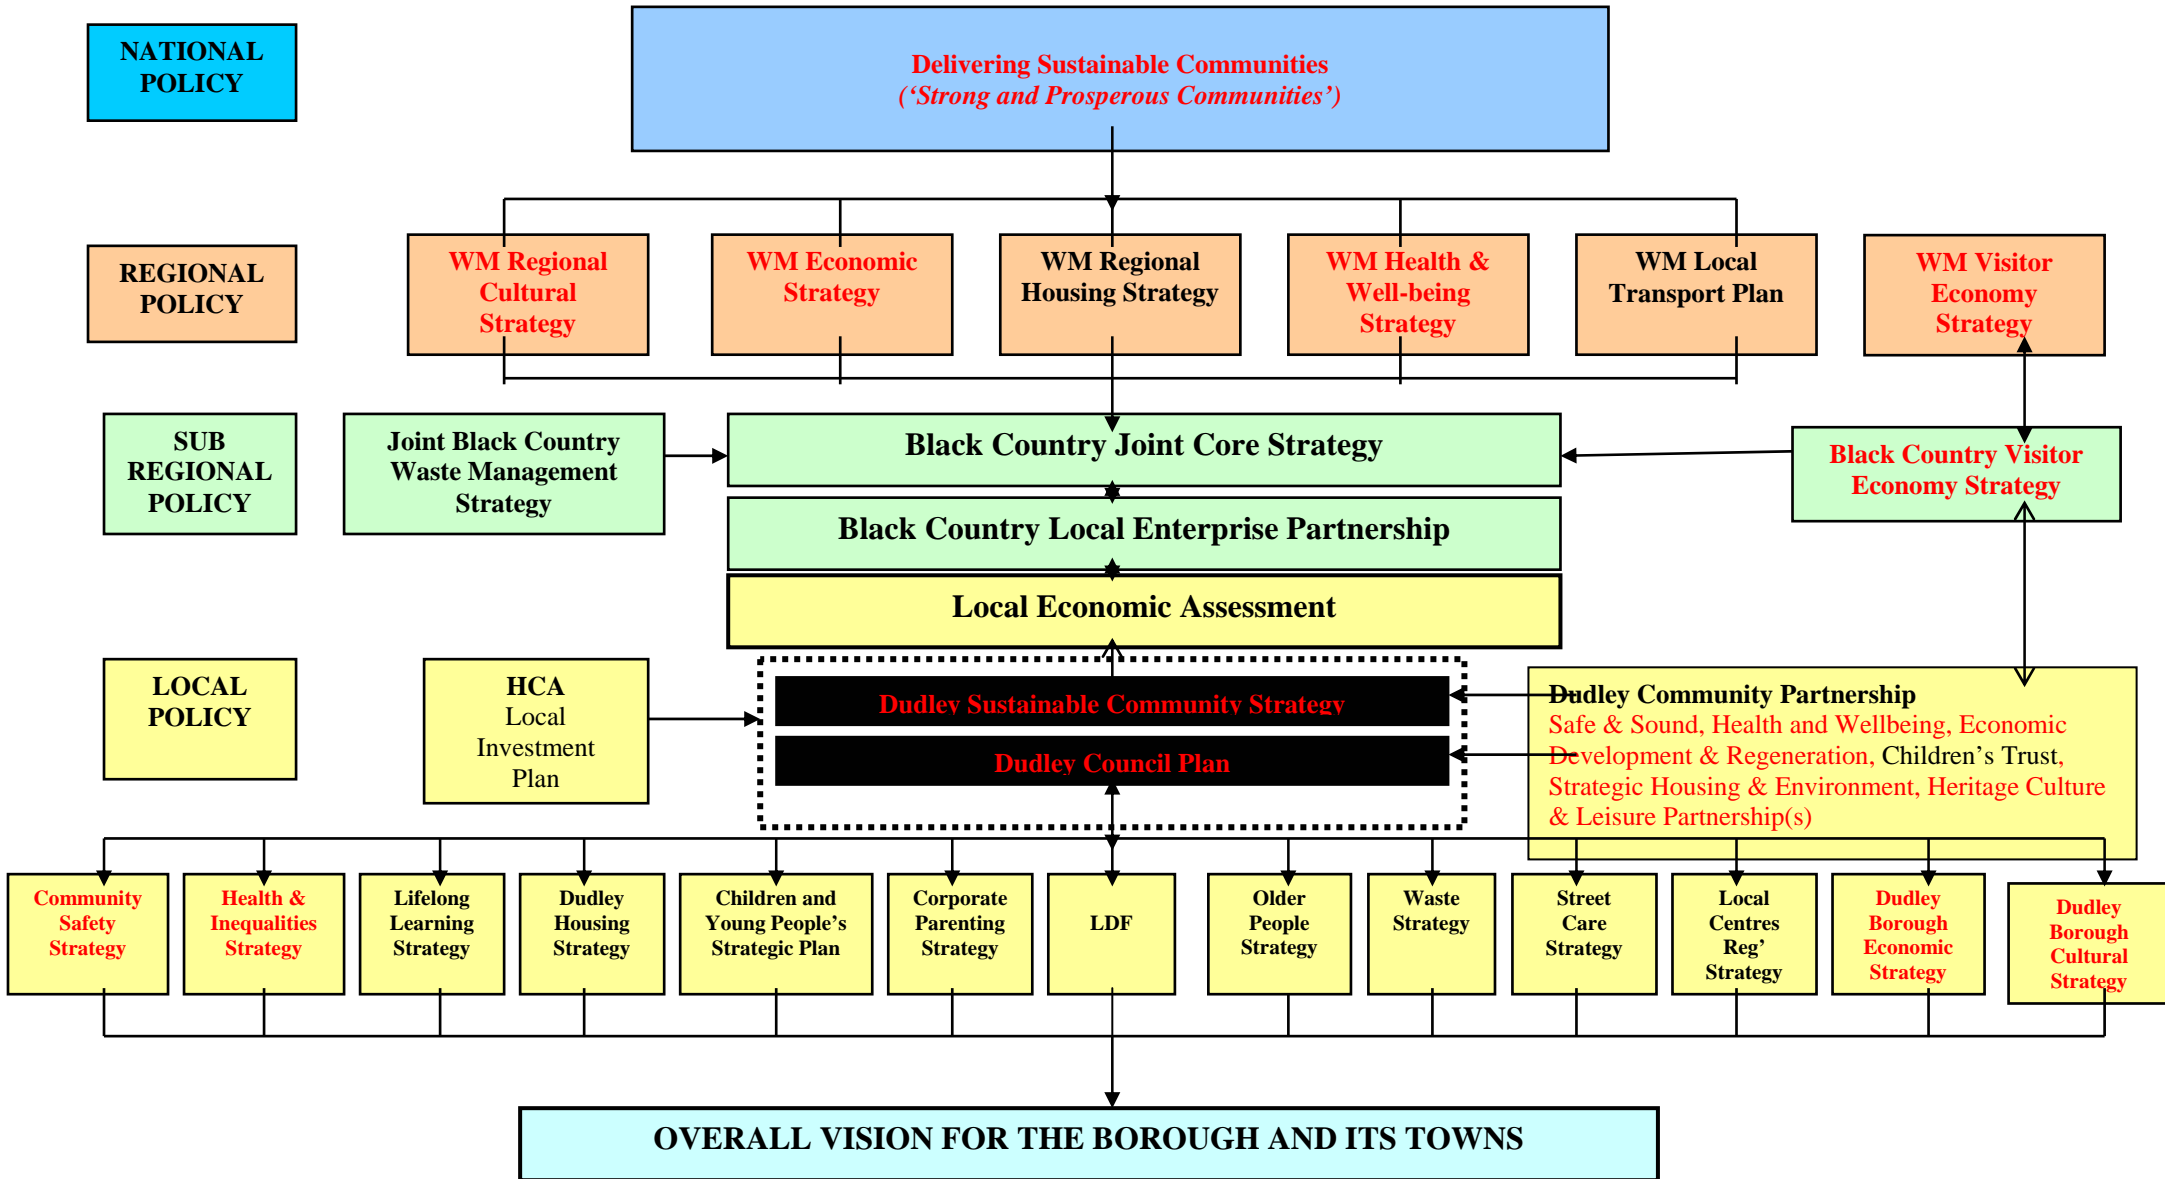 NATIONAL
POLICY
Delivering Sustainable Communities
(‘Strong and Prosperous Communities’)
REGIONAL
POLICY
WM Regional
Cultural
Strategy
WM Economic
Strategy
WM Regional
Housing Strategy
WM Health &
Well-being
Strategy
WM Local
Transport Plan
WM Visitor
Economy
Strategy
SUB
REGIONAL
POLICY
Joint Black Country
Waste Management
Strategy
Black Country Joint Core Strategy
Black Country Visitor
Economy Strategy
Black Country Local Enterprise Partnership
Local Economic Assessment
LOCAL
POLICY
HCA
Local
Investment
Plan
Dudley Sustainable Community Strategy
Dudley Council Plan
Dudley Community Partnership
Safe & Sound, Health and Wellbeing, Economic
Development & Regeneration, Children’s Trust,
Strategic Housing & Environment, Heritage Culture
& Leisure Partnership(s)
Community
Safety
Strategy
Health &
Inequalities
Strategy
Lifelong
Learning
Strategy
Dudley
Housing
Strategy
Children and
Young People’s
Strategic Plan
Corporate
Parenting
Strategy
LDF
Older
People
Strategy
Waste
Strategy
Street
Care
Strategy
Local
Centres
Reg’
Strategy
Dudley
Borough
Economic
Strategy
Dudley
Borough
Cultural
Strategy
OVERALL VISION FOR THE BOROUGH AND ITS TOWNS